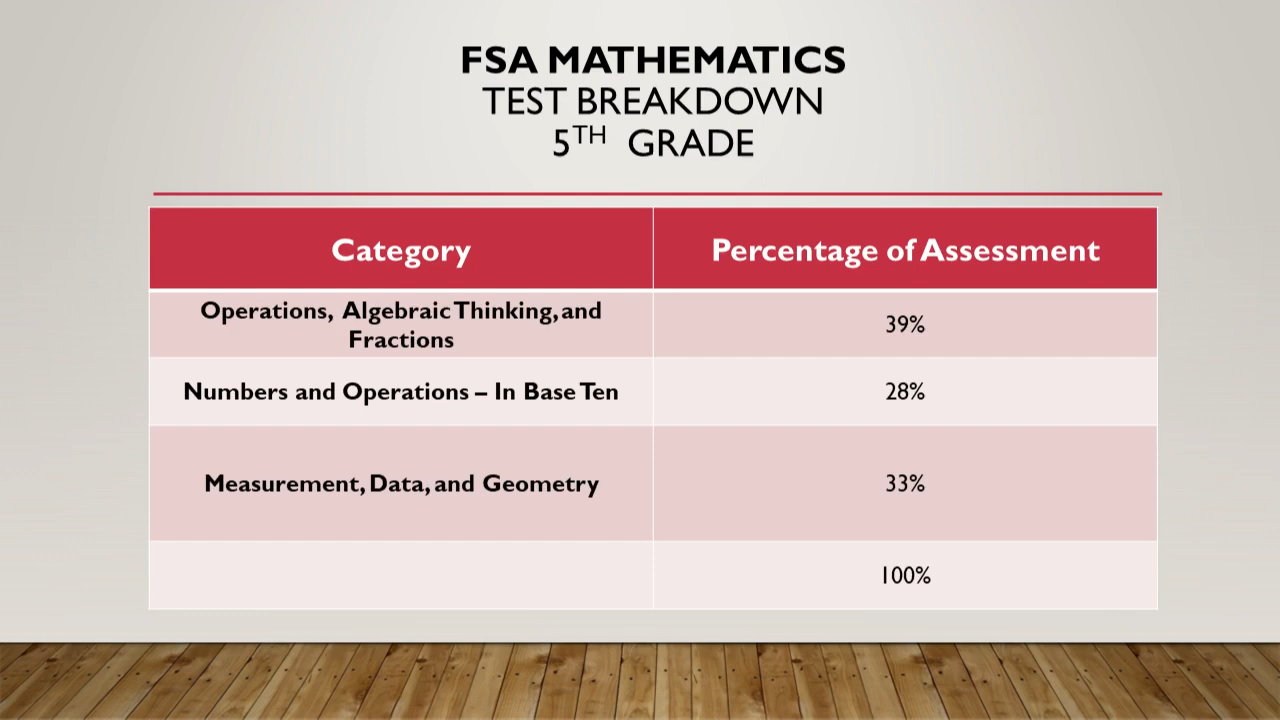 FSA MATHEMATICS
TEST BREAKDOWN
5TH GRADE
Category
Percentage of Assessment
Operations, Algebraic Thinking, and
Fractions
39%
Numbers and Operations – In Base Ten
28%
Measurement, Data, and Geometry
33%
100%